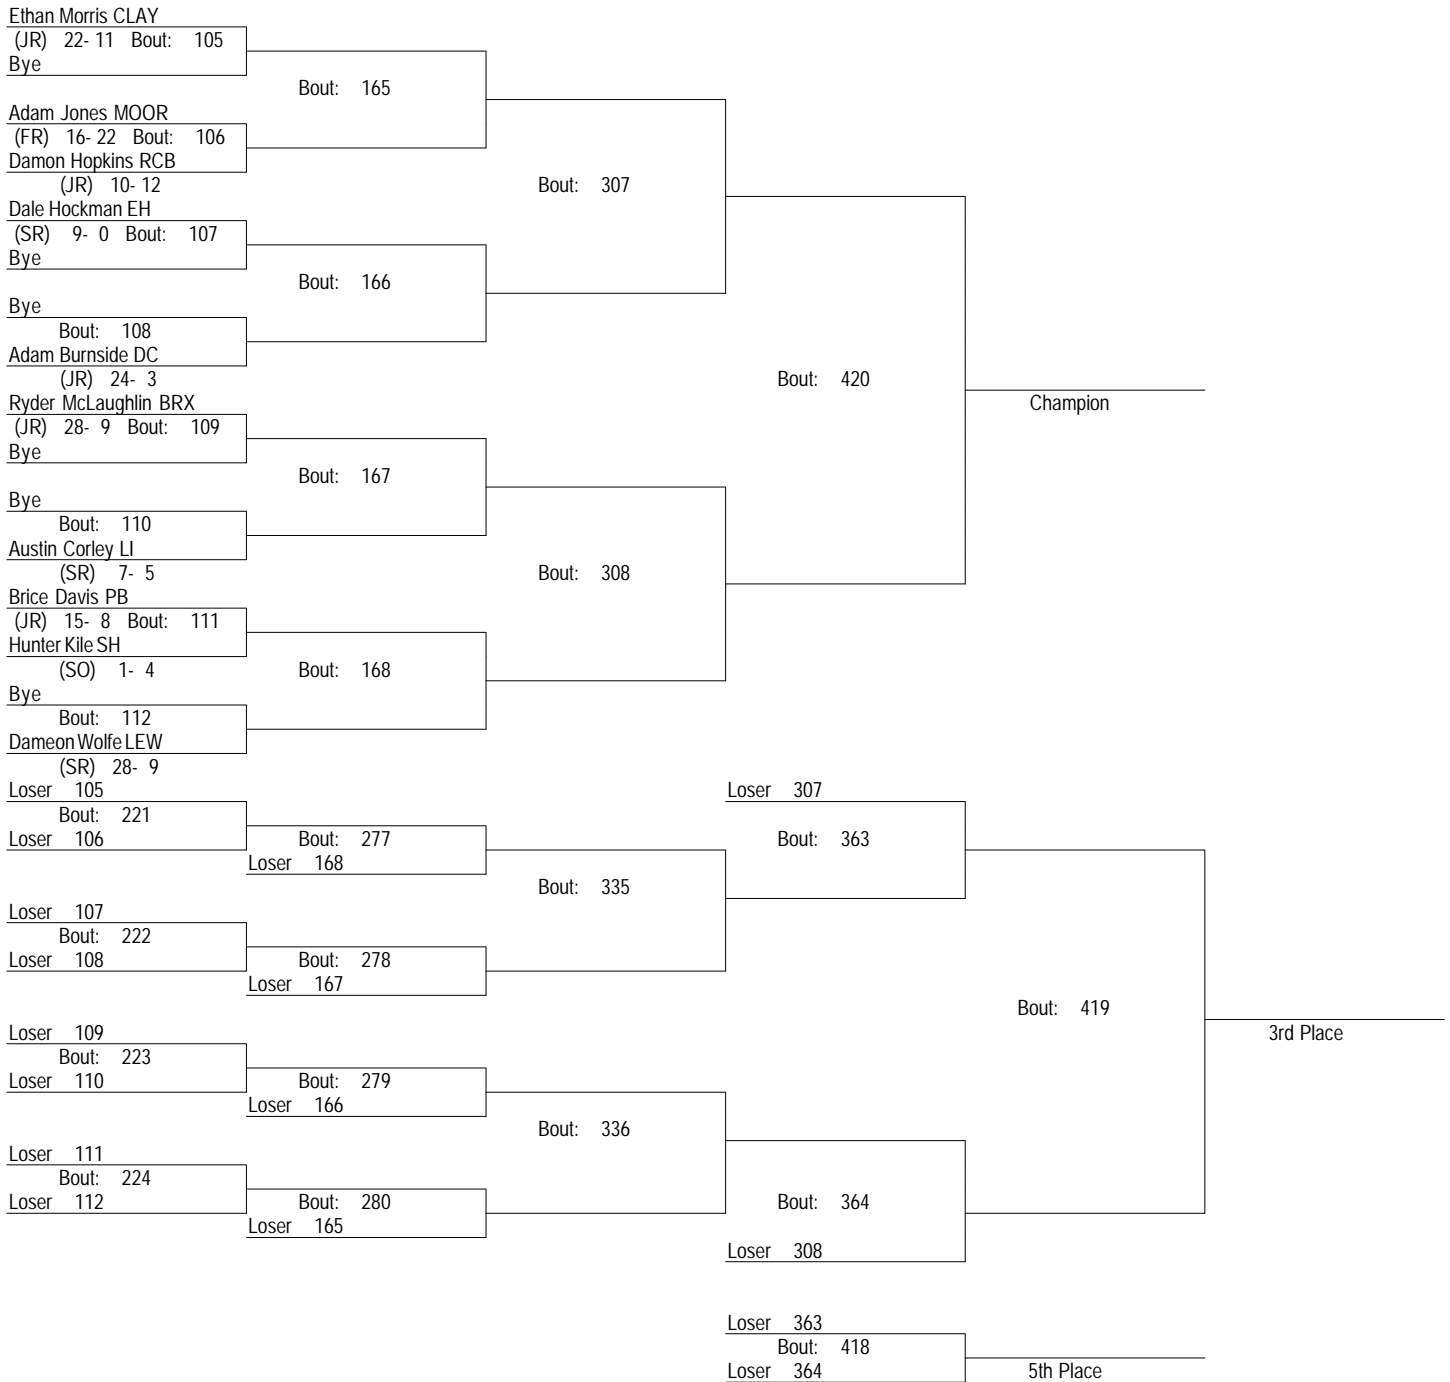 Ethan Morris CLAY
(JR) 22- 11 Bout: 105
Bye
Bout: 165
Adam Jones MOOR
(FR) 16- 22 Bout: 106
Damon Hopkins RCB
(JR) 10- 12
Bout: 307
Dale Hockman EH
(SR) 9- 0 Bout: 107
Bye
Bout: 166
Bye
Bout: 108
Adam Burnside DC
(JR) 24- 3
Bout: 420
Champion
Ryder McLaughlin BRX
(JR) 28- 9 Bout: 109
Bye
Bout: 167
Bye
Bout: 110
Austin Corley LI
(SR) 7- 5
Bout: 308
Brice Davis PB
(JR) 15- 8 Bout: 111
Hunter Kile SH
(SO) 1- 4
Bout: 168
Bye
Bout: 112
Dameon Wolfe LEW
(SR) 28- 9
Loser 105
Bout: 221
Loser 106
Bout: 277
Loser 168
Loser 307
Bout: 363
Bout: 335
Loser 107
Bout: 222
Loser 108
Bout: 278
Loser 167
Bout: 419
3rd Place
Loser 109
Bout: 223
Loser 110
Bout: 279
Loser 166
Bout: 336
Loser 111
Bout: 224
Loser 112
Bout: 280
Loser 165
Bout: 364
Loser 308
Loser 363
Bout: 418
Loser 364
5th Place